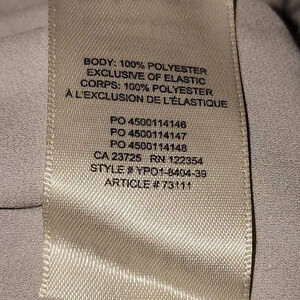 BODY: 100% POLYESTER
EXCLUSIVE OF ELASTIC
CORPS: 100% POLYESTER
À L'EXCLUSION DE L'ÉLASTIQUE
PO 4500114146
PO 4500114147
PO 4500114148
CA 23725 RN 122354
STYLE # YPO1-8404-39
ARTICLE # 73111